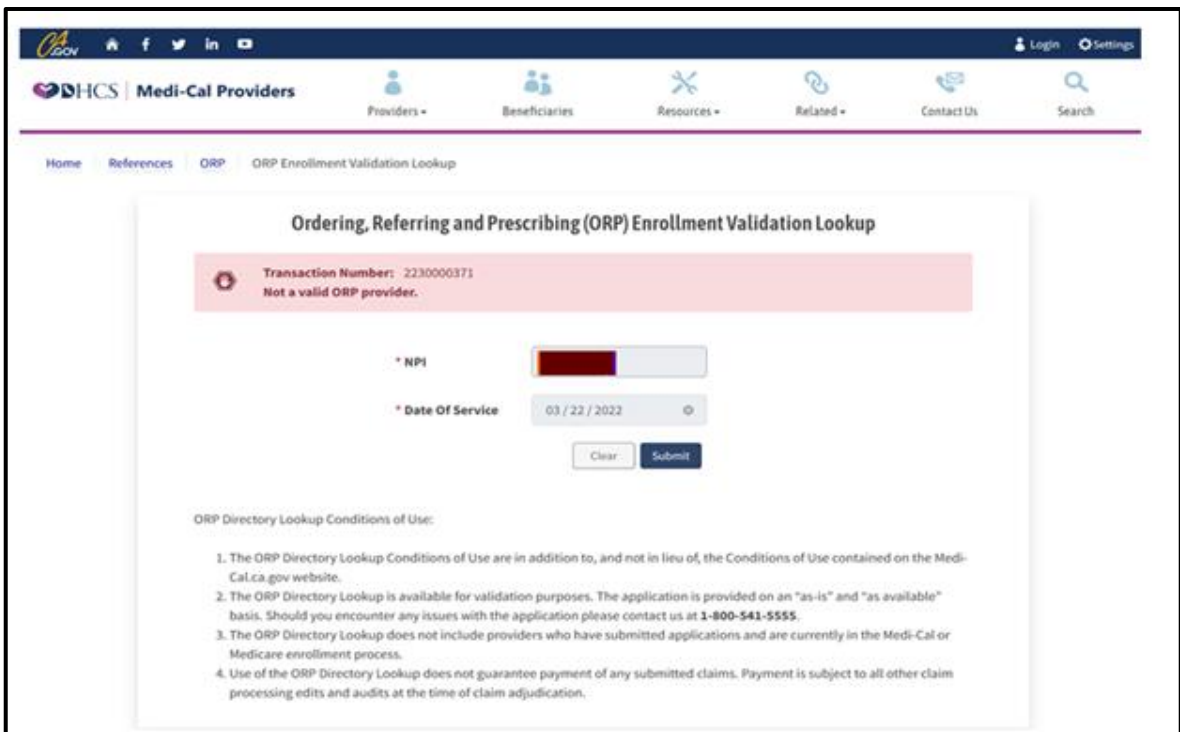 CA.GOV f in Login Settings
DHCS Medi-Cal Providers
Providers Beneficiaries Resources Related Contact Us Search
Home References ORP ORP Enrollment Validation Lookup
Ordering, Referring and Prescribing (ORP) Enrollment Validation Lookup
Transaction Number: 2230000371
Not a valid ORP provider.
* NPI
* Date Of Service 03 / 22 / 2022
Clear Submit
ORP Directory Lookup Conditions of Use:
1. The ORP Directory Lookup Conditions of Use are in addition to, and not in lieu of, the Conditions of Use contained on the Medi-
Cal.ca.gov website.
2. The ORP Directory Lookup is available for validation purposes. The application is provided on an "as-is" and "as available"
basis. Should you encounter any issues with the application please contact us at 1-800-541-5555.
3. The ORP Directory Lookup does not include providers who have submitted applications and are currently in the Medi-Cal or
Medicare enrollment process.
4. Use of the ORP Directory Lookup does not guarantee payment of any submitted claims. Payment is subject to all other claim
processing edits and audits at the time of claim adjudication.